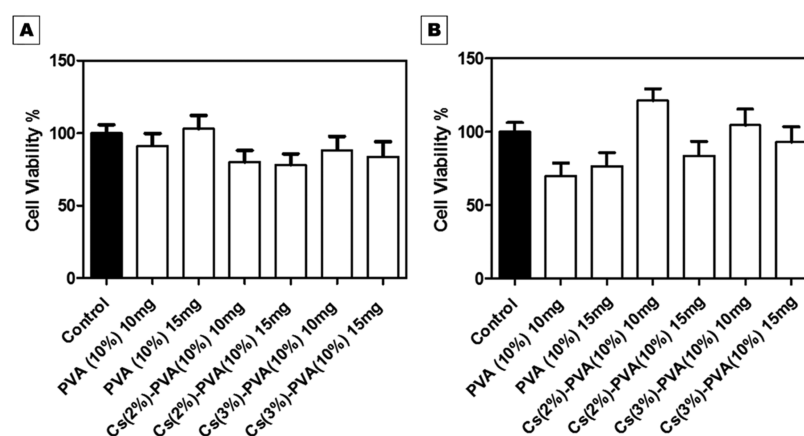 A
Cell Viability %
150
100
50
0
Control
PVA (10%) 10mg
PVA (10%) 15mg
Cs(2%)-PVA(10%) 10mg
Cs(2%)-PVA(10%) 15mg
Cs(3%)-PVA(10%) 10mg
Cs(3%)-PVA(10%) 15mg
B
Cell Viability %
150
100
50
0
Control
PVA (10%) 10mg
PVA (10%) 15mg
Cs(2%)-PVA(10%) 10mg
Cs(2%)-PVA(10%) 15mg
Cs(3%)-PVA(10%) 10mg
Cs(3%)-PVA(10%) 15mg